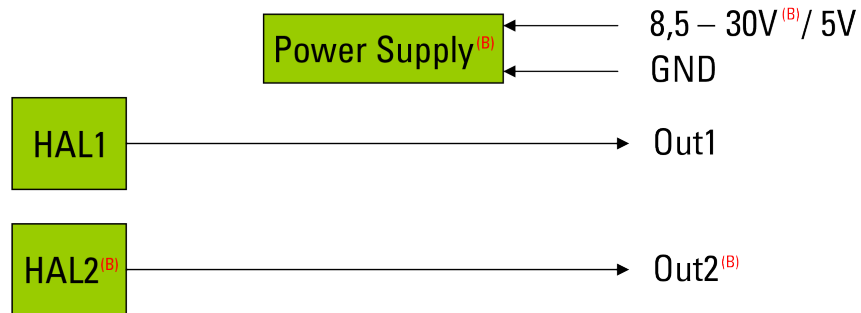 Power Supply(B)
8,5 – 30V(B)/ 5V
GND
HAL1
Out1
HAL2(B)
Out2(B)